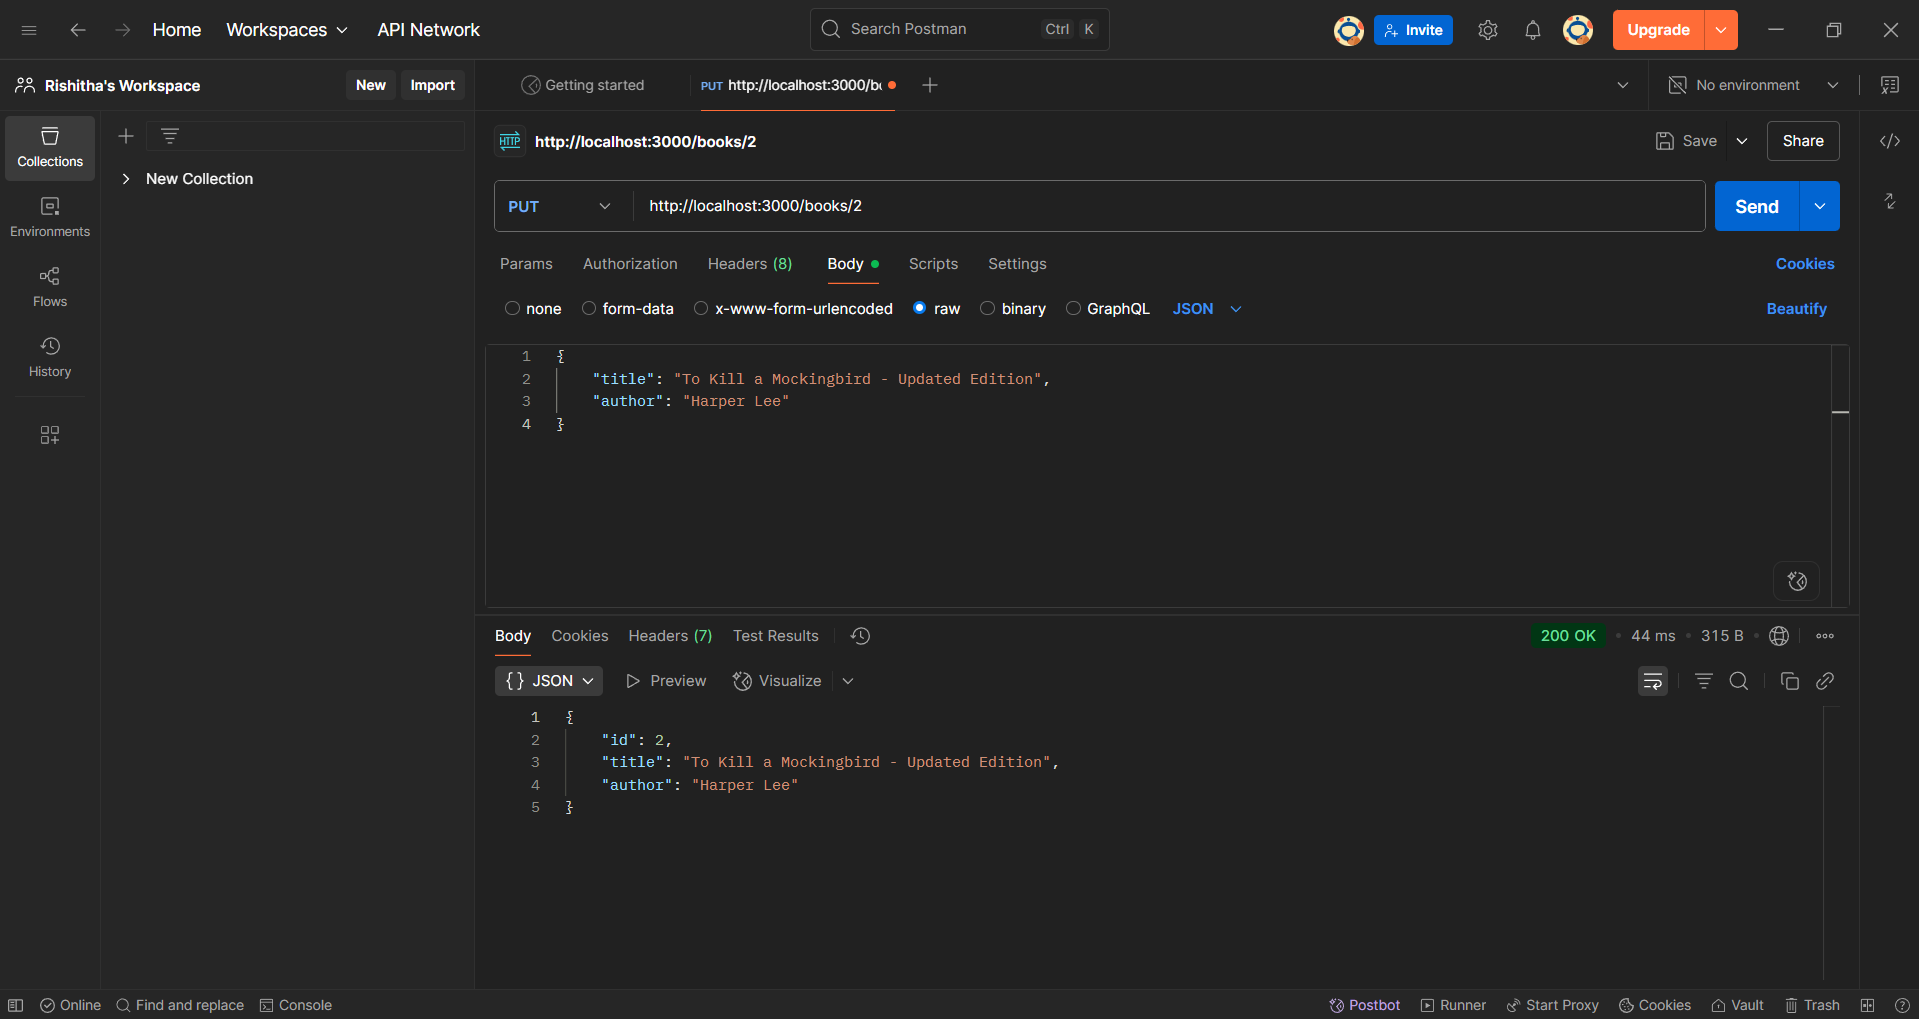 Home Workspaces API Network Search Postman Ctrl K Invite Upgrade
Rishitha's Workspace New Import Getting started PUT http://localhost:3000/bo No environment
Collections
Environments
Flows
History
New Collection
HTTP http://localhost:3000/books/2 Save Share
PUT http://localhost:3000/books/2 Send
Params Authorization Headers (8) Body Scripts Settings Cookies
none form-data x-www-form-urlencoded raw binary GraphQL JSON Beautify
1 {
2 "title": "To Kill a Mockingbird - Updated Edition",
3 "author": "Harper Lee"
4 }
Body Cookies Headers (7) Test Results 200 OK • 44 ms • 315 B •
{} JSON Preview Visualize
1 {
2 "id": 2,
3 "title": "To Kill a Mockingbird - Updated Edition",
4 "author": "Harper Lee"
5 }
Online Find and replace Console Postbot Runner Start Proxy Cookies Vault Trash